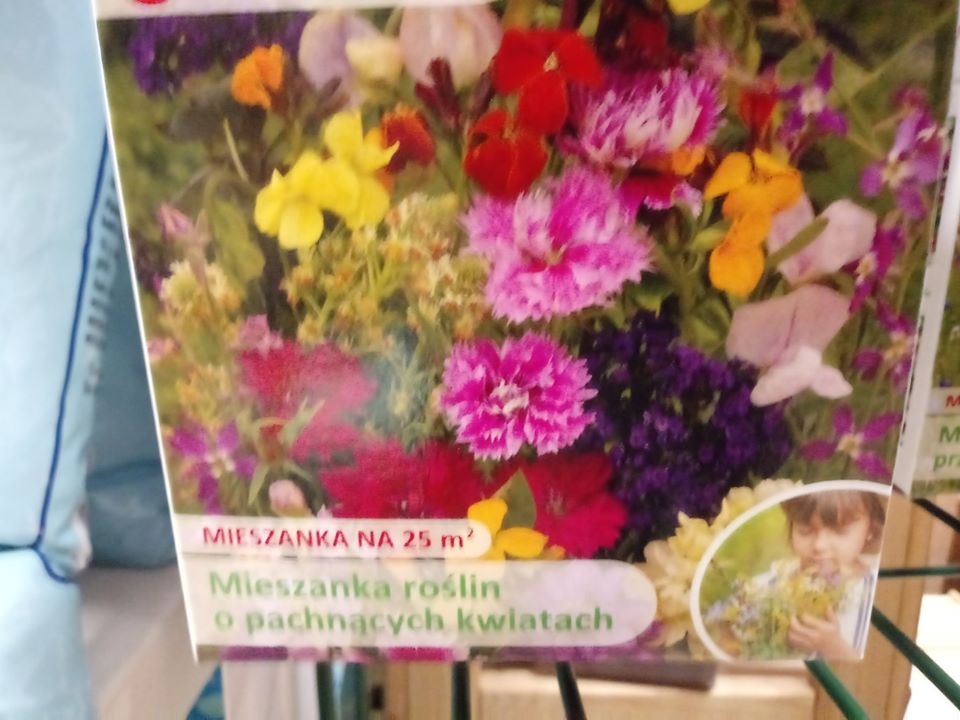 MIESZANKA NA 25 m²
Mieszanka roślin
o pachnących kwiatach